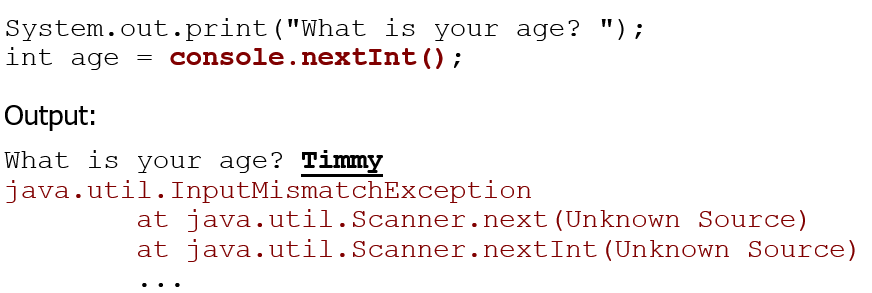 System.out.print("What is your age? ");
int age = console.nextInt();
Output:
What is your age? Timmy
java.util.InputMismatchException
at java.util.Scanner.next(Unknown Source)
at java.util.Scanner.nextInt(Unknown Source)
...